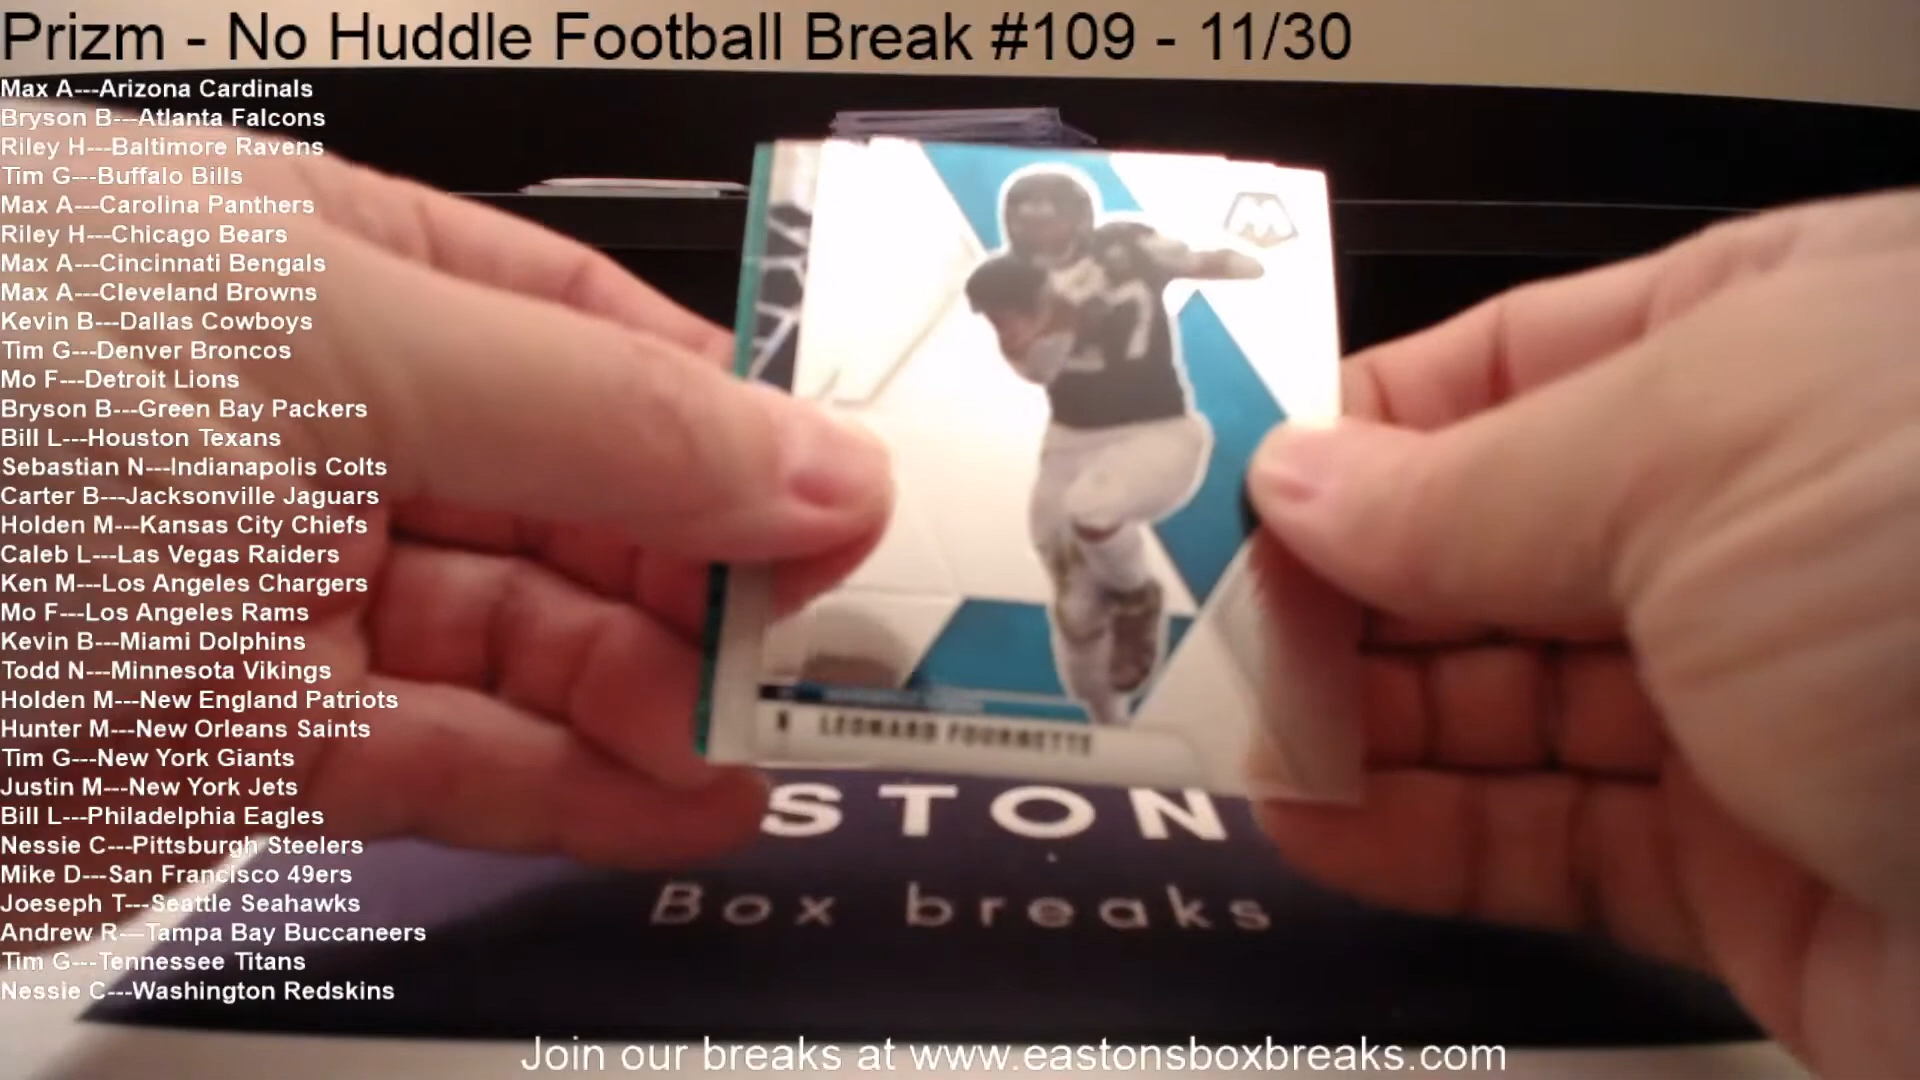 Prizm - No Huddle Football Break #109 - 11/30
Max A---Arizona Cardinals
Bryson B---Atlanta Falcons
Riley H---Baltimore Ravens
Tim G---Buffalo Bills
Max A---Carolina Panthers
Riley H---Chicago Bears
Max A---Cincinnati Bengals
Max A---Cleveland Browns
Kevin B---Dallas Cowboys
Tim G---Denver Broncos
Mo F---Detroit Lions
Bryson B---Green Bay Packers
Bill L---Houston Texans
Sebastian N---Indianapolis Colts
Carter B---Jacksonville Jaguars
Holden M---Kansas City Chiefs
Caleb L---Las Vegas Raiders
Ken M---Los Angeles Chargers
Mo F---Los Angeles Rams
Kevin B---Miami Dolphins
Todd N---Minnesota Vikings
Holden M---New England Patriots
Hunter M---New Orleans Saints
Tim G---New York Giants
Justin M---New York Jets
Bill L---Philadelphia Eagles
Nessie C---Pittsburgh Steelers
Mike D---San Francisco 49ers
Joeseph T---Seattle Seahawks
Andrew R---Tampa Bay Buccaneers
Tim G---Tennessee Titans
Nessie C---Washington Redskins
M
27
LEONARD FOURNETTE
STON
Box breaks
Join our breaks at www.eastonsboxbreaks.com